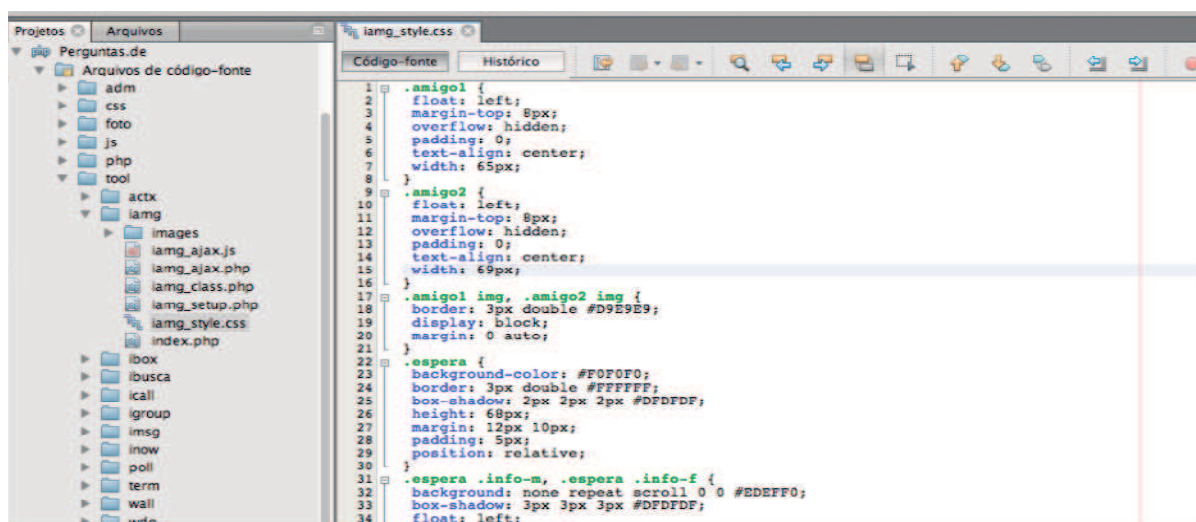 Projetos
Arquivos
Perguntas.de
Arquivos de código-fonte
adm
css
foto
js
php
tool
actx
iamg
images
iamg_ajax.js
iamg_ajax.php
iamg_class.php
iamg_setup.php
iamg_style.css
index.php
ibox
ibusca
icall
igroup
imsg
inow
poll
term
wall
iamg_style.css
Código-fonte
Histórico
1 .amigo1 {
2 float: left;
3 margin-top: 8px;
4 overflow: hidden;
5 padding: 0;
6 text-align: center;
7 width: 65px;
8 }
9 .amigo2 {
10 float: left;
11 margin-top: 8px;
12 overflow: hidden;
13 padding: 0;
14 text-align: center;
15 width: 69px;
16 }
17 .amigo1 img, .amigo2 img {
18 border: 3px double #D9E9E9;
19 display: block;
20 margin: 0 auto;
21 }
22 .espera {
23 background-color: #F0F0F0;
24 border: 3px double #FFFFFF;
25 box-shadow: 2px 2px 2px #DFDFDF;
26 height: 68px;
27 margin: 12px 10px;
28 padding: 5px;
29 position: relative;
30 }
31 .espera .info-m, .espera .info-f {
32 background: none repeat scroll 0 0 #EDEFF0;
33 box-shadow: 3px 3px 3px #DFDFDF;
34 float: left;